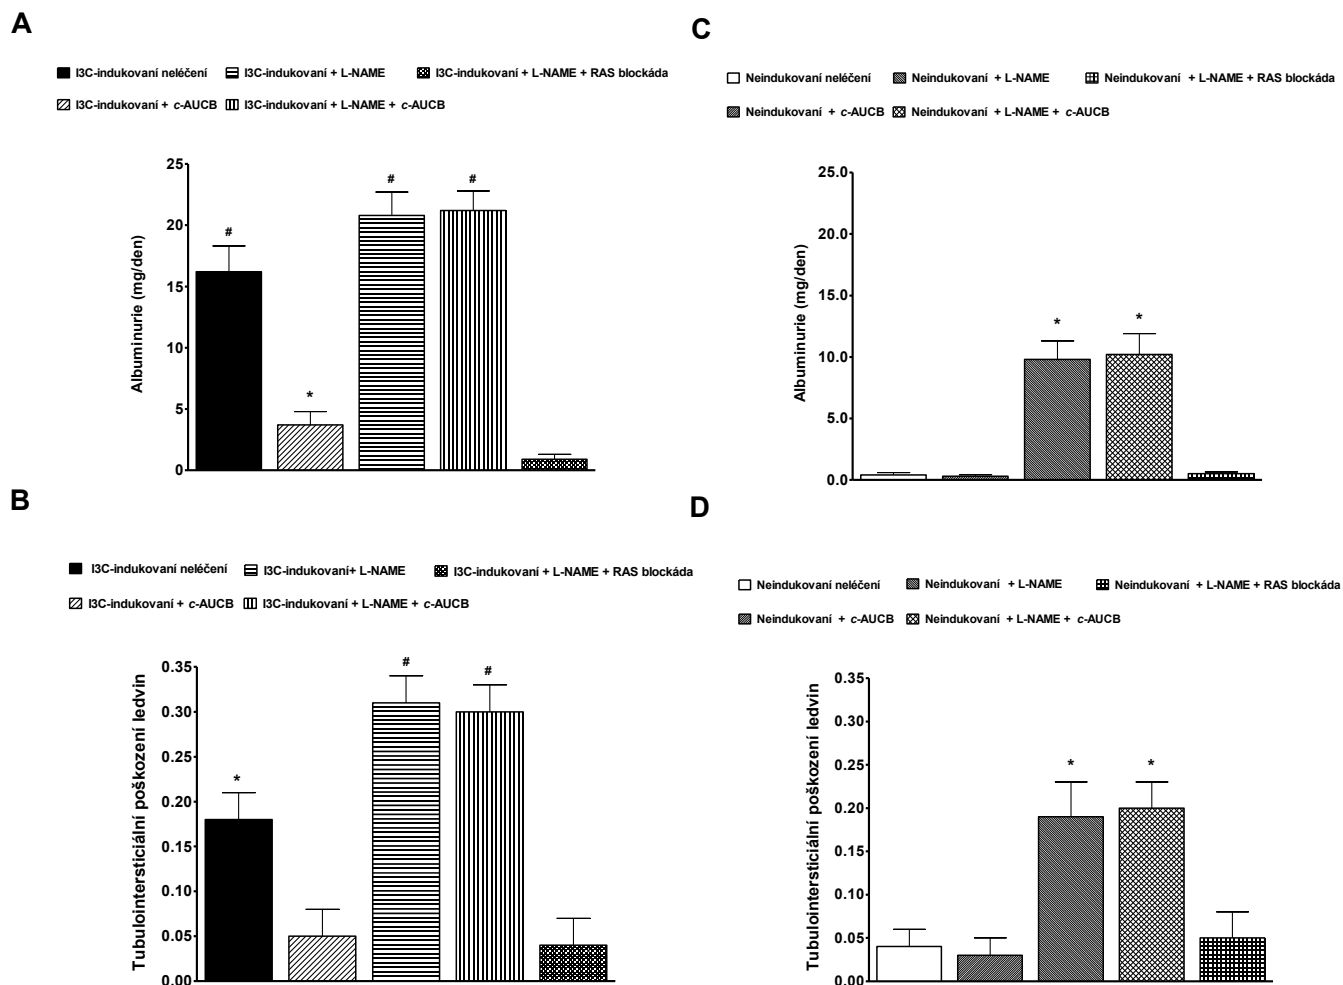 A
I3C-indukovaní neléčení I3C-indukovaní + L-NAME I3C-indukovaní + L-NAME + RAS blokáda
I3C-indukovaní + c-AUCB I3C-indukovaní + L-NAME + c-AUCB
Albuminurie (mg/den)
25
20
15
10
5
0
#
*
#
#
C
Neindukovaní neléčení Neindukovaní + L-NAME Neindukovaní + L-NAME + RAS blokáda
Neindukovaní + c-AUCB Neindukovaní + L-NAME + c-AUCB
Albuminurie (mg/den)
25.0
20.0
15.0
10.0
5.0
0.0
*
*
B
I3C-indukovaní neléčení I3C-indukovaní+ L-NAME I3C-indukovaní + L-NAME + RAS blokáda
I3C-indukovaní + c-AUCB I3C-indukovaní + L-NAME + c-AUCB
Tubulointersticiální poškození ledvin
0.35
0.30
0.25
0.20
0.15
0.10
0.05
0.00
*
#
#
D
Neindukovaní neléčení Neindukovaní + L-NAME Neindukovaní + L-NAME + RAS blokáda
Neindukovaní + c-AUCB Neindukovaní + L-NAME + c-AUCB
Tubulointersticiální poškození ledvin
0.35
0.30
0.25
0.20
0.15
0.10
0.05
0.00
*
*